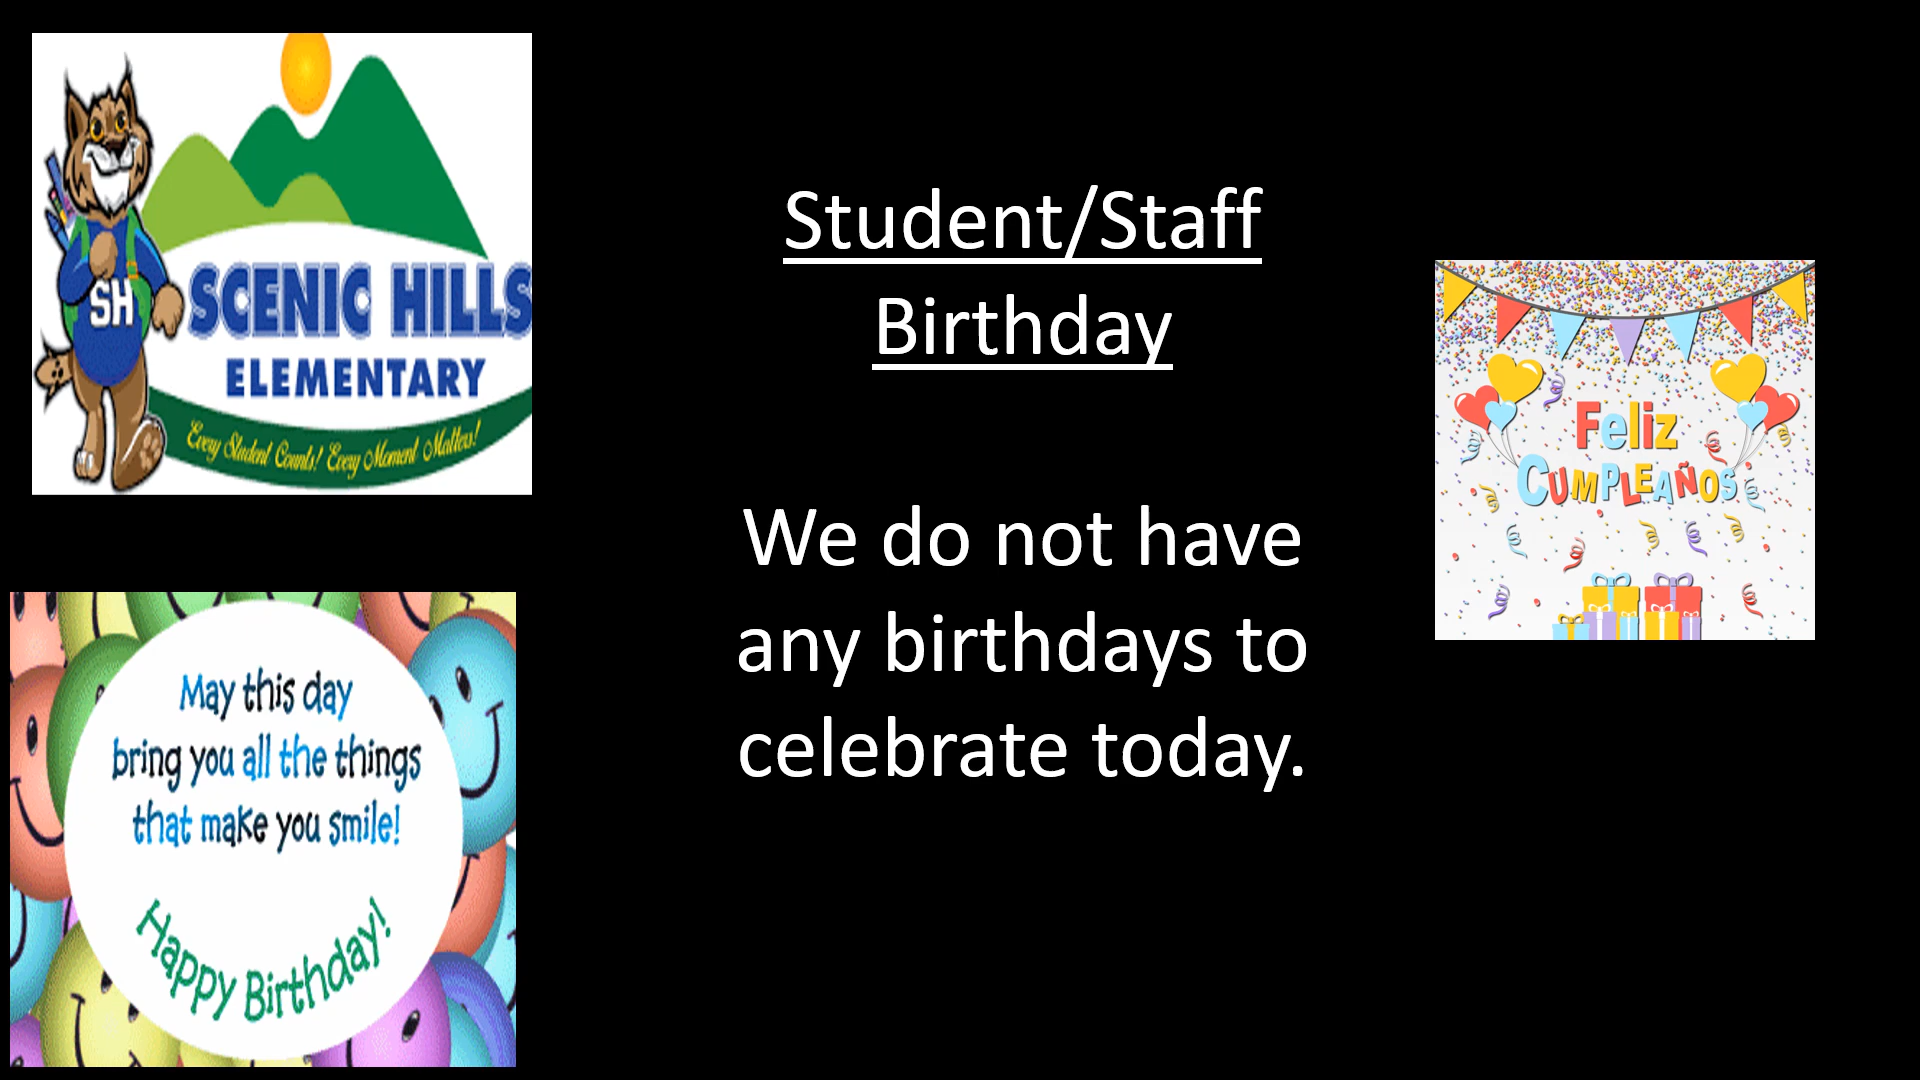 SH
SCENIC HILLS
ELEMENTARY
Every Student Counts! Every Moment Matters!
Student/Staff
Birthday
We do not have
any birthdays to
celebrate today.
Feliz
CUMPLEAÑOS
May this day
bring you all the things
that make you smile!
Happy Birthday!